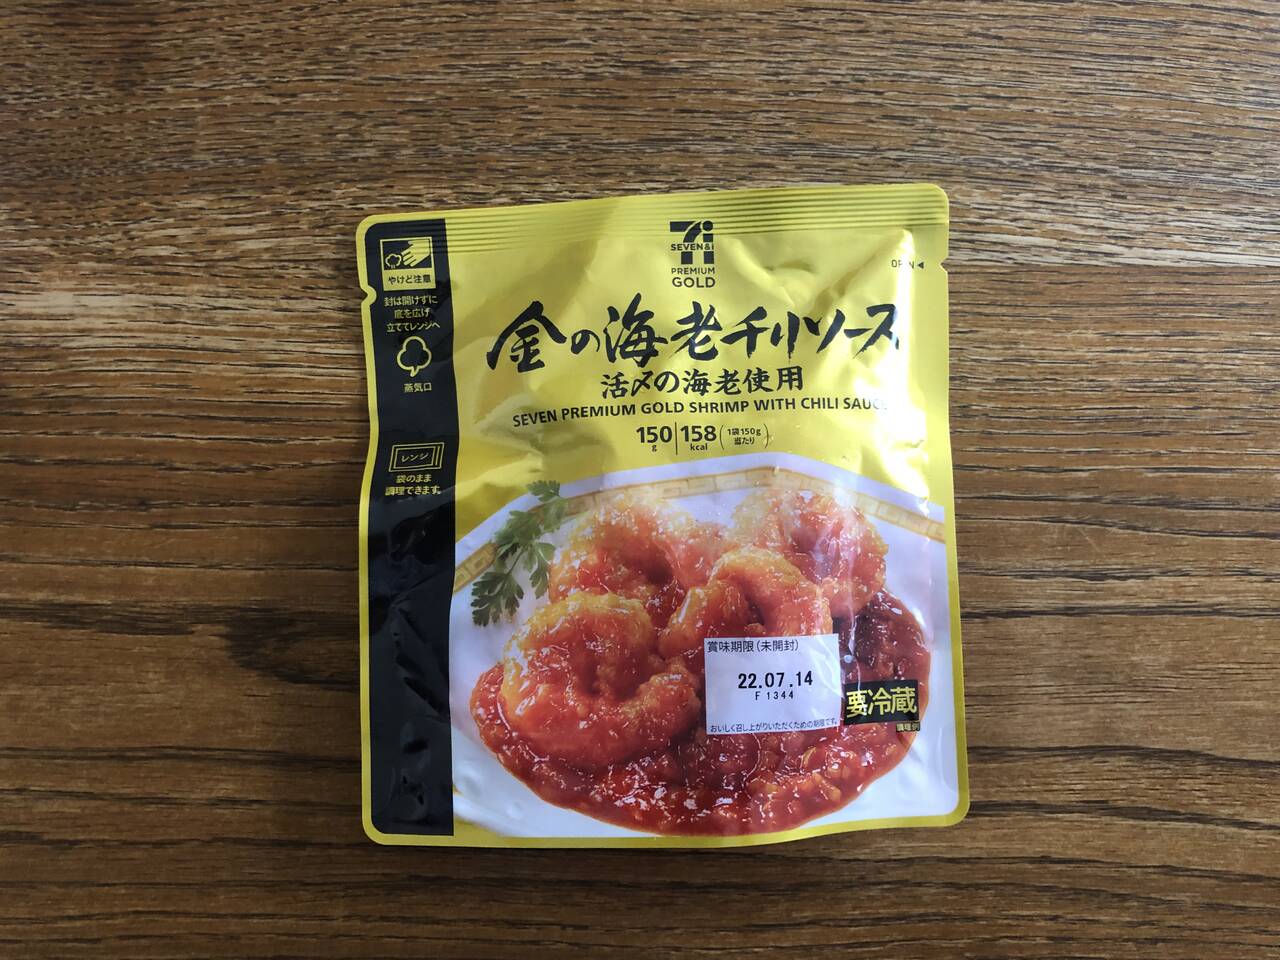 やけど注意
封は開けずに
底を広げ
立ててレンジへ
蒸気口
レンジ
袋のまま
調理できます。
SEVEN&i
PREMIUM
GOLD
OPEN
金の海老チリソース
活〆の海老使用
SEVEN PREMIUM GOLD SHRIMP WITH CHILI SAUCE
150g 158kcal (1袋150g当たり)
賞味期限(未開封)
22.07.14
F1344
おいしく召し上がりいただくための期限です。
要冷蔵
調理例